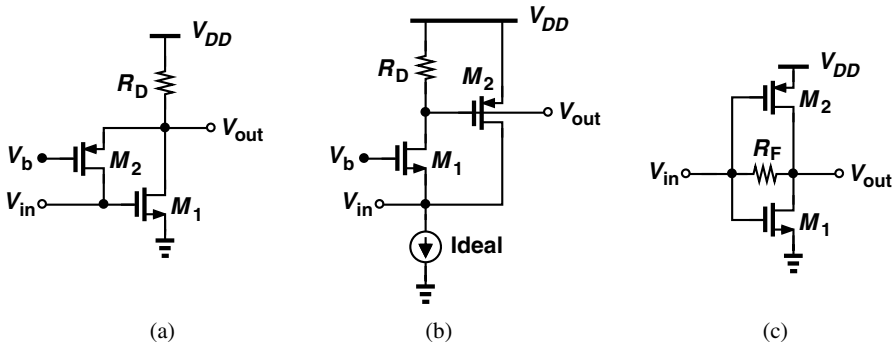 V_DD
R_D
V_out
V_b
M_2
V_in
M_1
(a)
V_DD
R_D
M_2
V_out
V_b
M_1
V_in
Ideal
(b)
V_DD
M_2
R_F
V_in
V_out
M_1
(c)